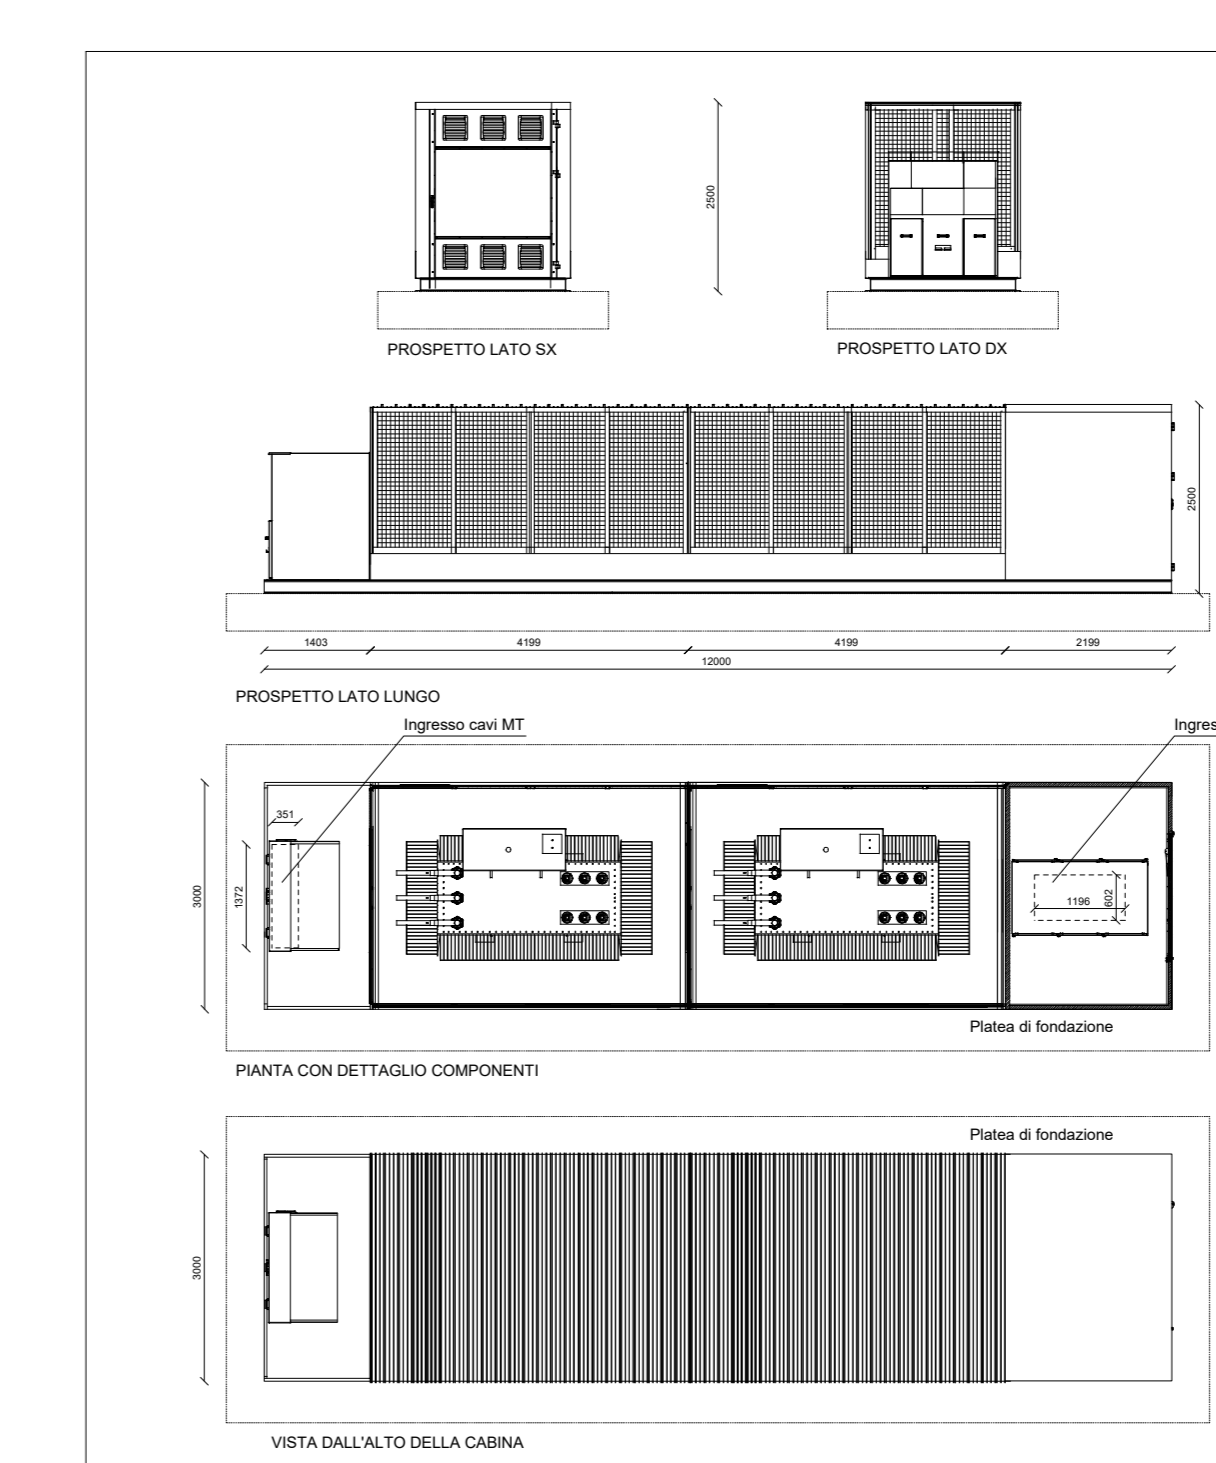 2500
PROSPETTO LATO SX
PROSPETTO LATO DX
2500
1403
4199
4199
2199
12000
PROSPETTO LATO LUNGO
Ingresso cavi MT
Ingres
351
1372
3000
1196
602
Platea di fondazione
PIANTA CON DETTAGLIO COMPONENTI
Platea di fondazione
3000
VISTA DALL'ALTO DELLA CABINA